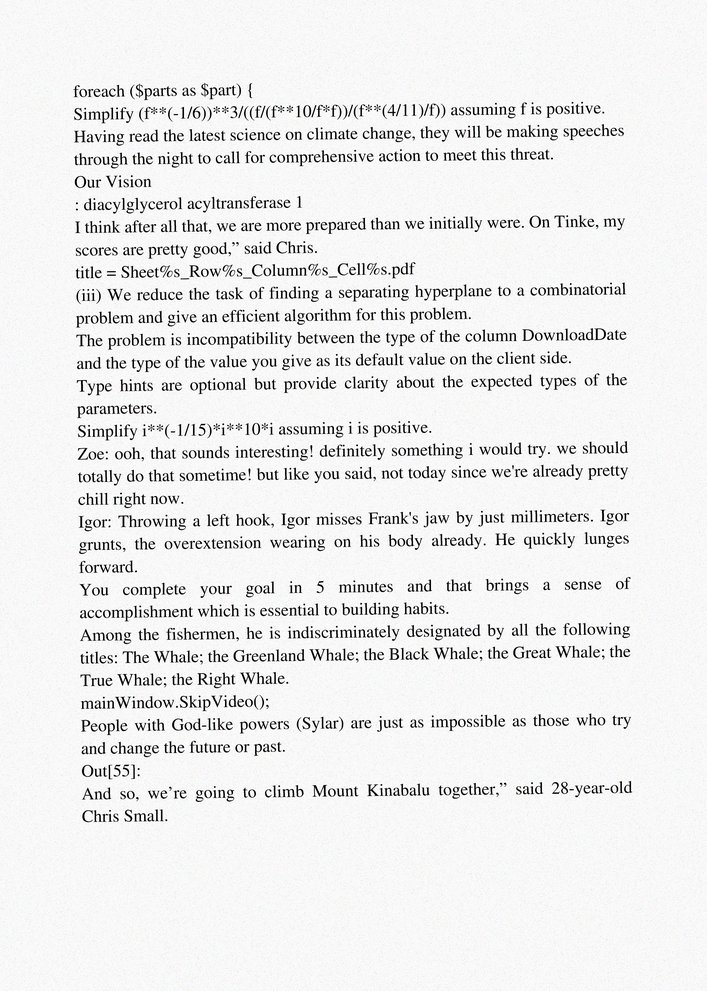 foreach ($parts as $part) {
Simplify (f**(-1/6))**3/((f/(f**10/f*f))/(f**(4/11)/f)) assuming f is positive.
Having read the latest science on climate change, they will be making speeches
through the night to call for comprehensive action to meet this threat.
Our Vision
: diacylglycerol acyltransferase 1
I think after all that, we are more prepared than we initially were. On Tinke, my
scores are pretty good,” said Chris.
title = Sheet%s_Row%s_Column%s_Cell%s.pdf
(iii) We reduce the task of finding a separating hyperplane to a combinatorial
problem and give an efficient algorithm for this problem.
The problem is incompatibility between the type of the column DownloadDate
and the type of the value you give as its default value on the client side.
Type hints are optional but provide clarity about the expected types of the
parameters.
Simplify i**(-1/15)*i**10*i assuming i is positive.
Zoe: ooh, that sounds interesting! definitely something i would try. we should
totally do that sometime! but like you said, not today since we're already pretty
chill right now.
Igor: Throwing a left hook, Igor misses Frank's jaw by just millimeters. Igor
grunts, the overextension wearing on his body already. He quickly lunges
forward.
You complete your goal in 5 minutes and that brings a sense of
accomplishment which is essential to building habits.
Among the fishermen, he is indiscriminately designated by all the following
titles: The Whale; the Greenland Whale; the Black Whale; the Great Whale; the
True Whale; the Right Whale.
mainWindow.SkipVideo();
People with God-like powers (Sylar) are just as impossible as those who try
and change the future or past.
Out[55]:
And so, we’re going to climb Mount Kinabalu together,” said 28-year-old
Chris Small.